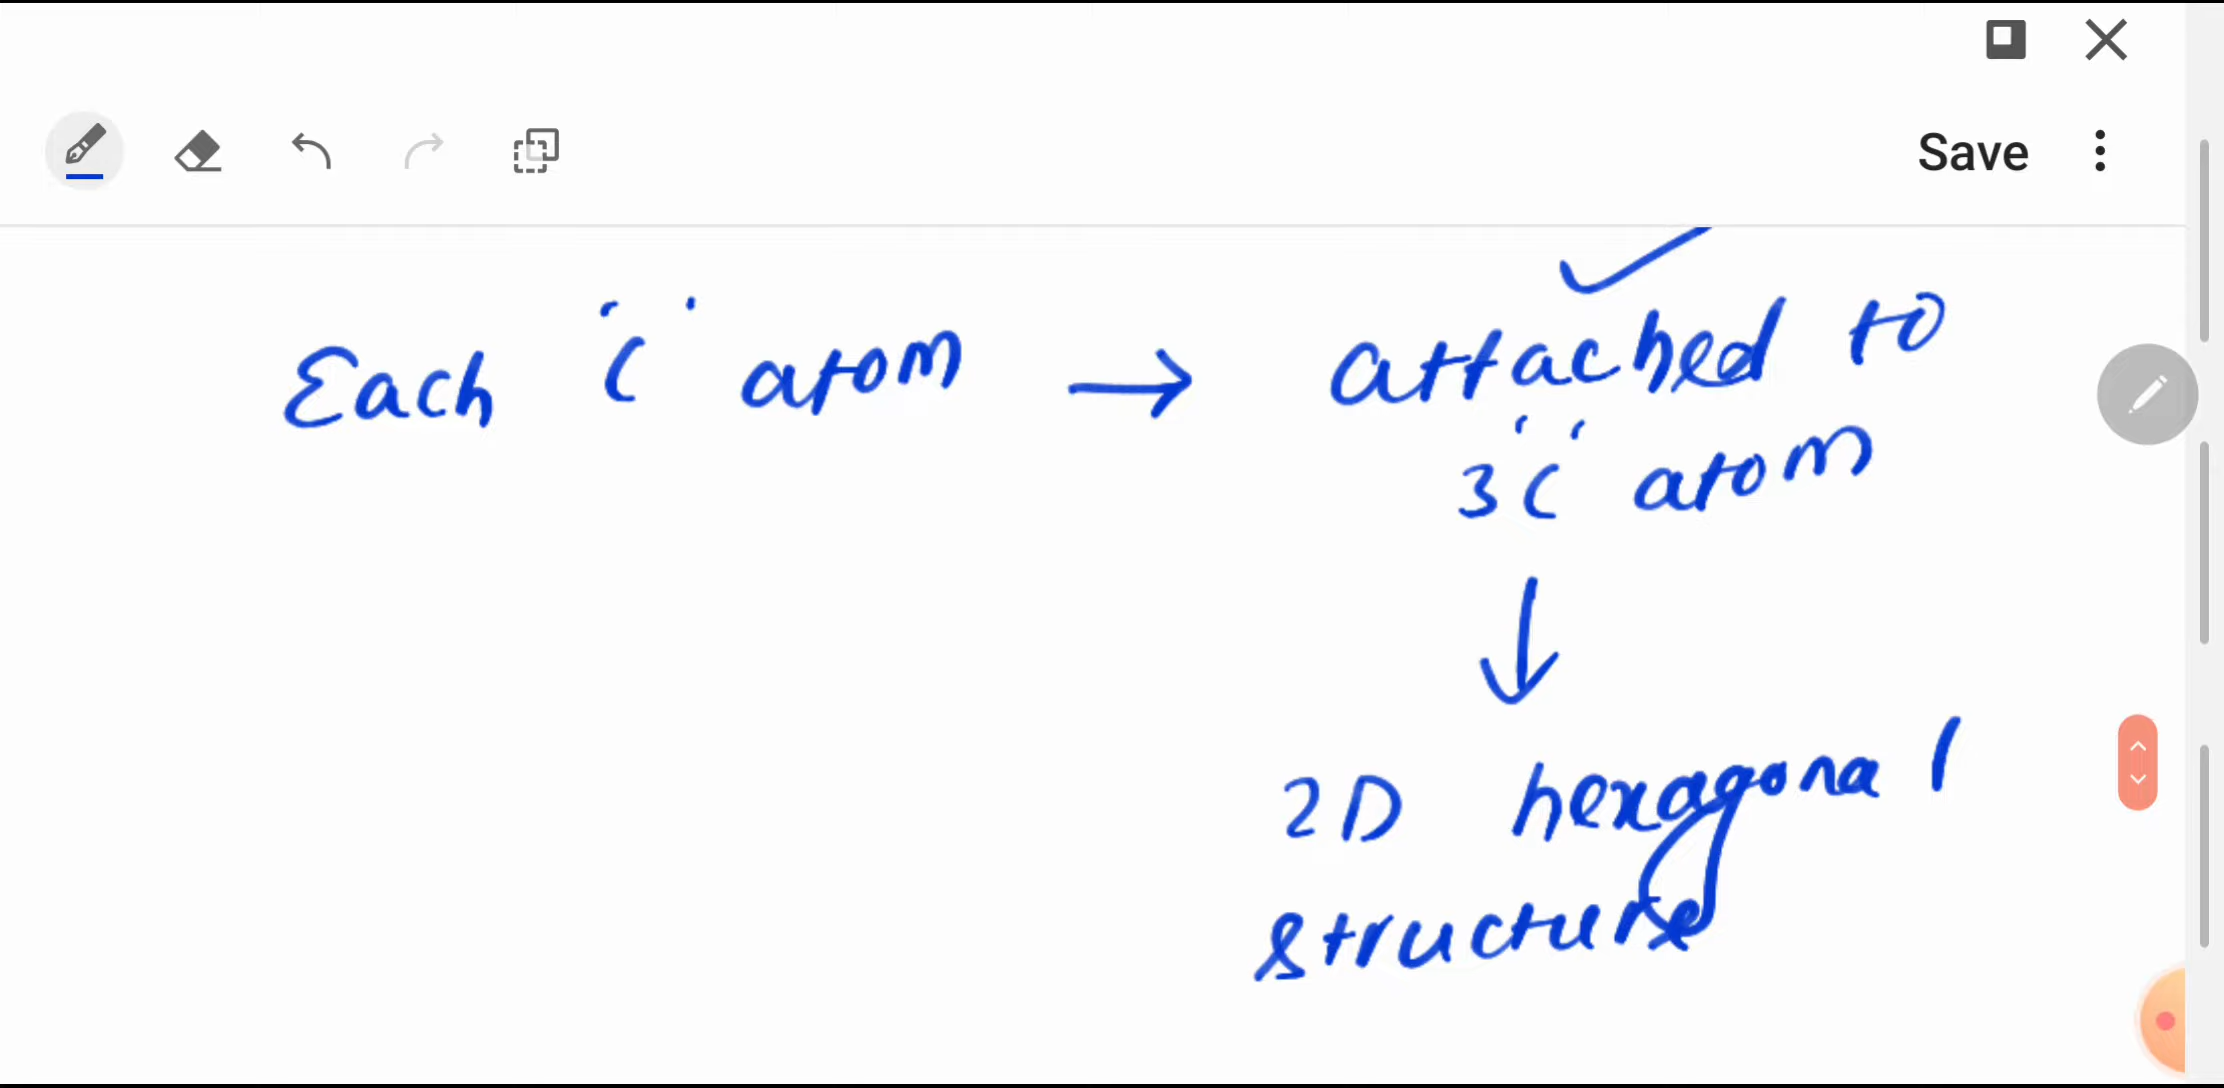 Save
Each 'C' atom → attached to
3 'C' atom
↓
2D hexagonal
structure